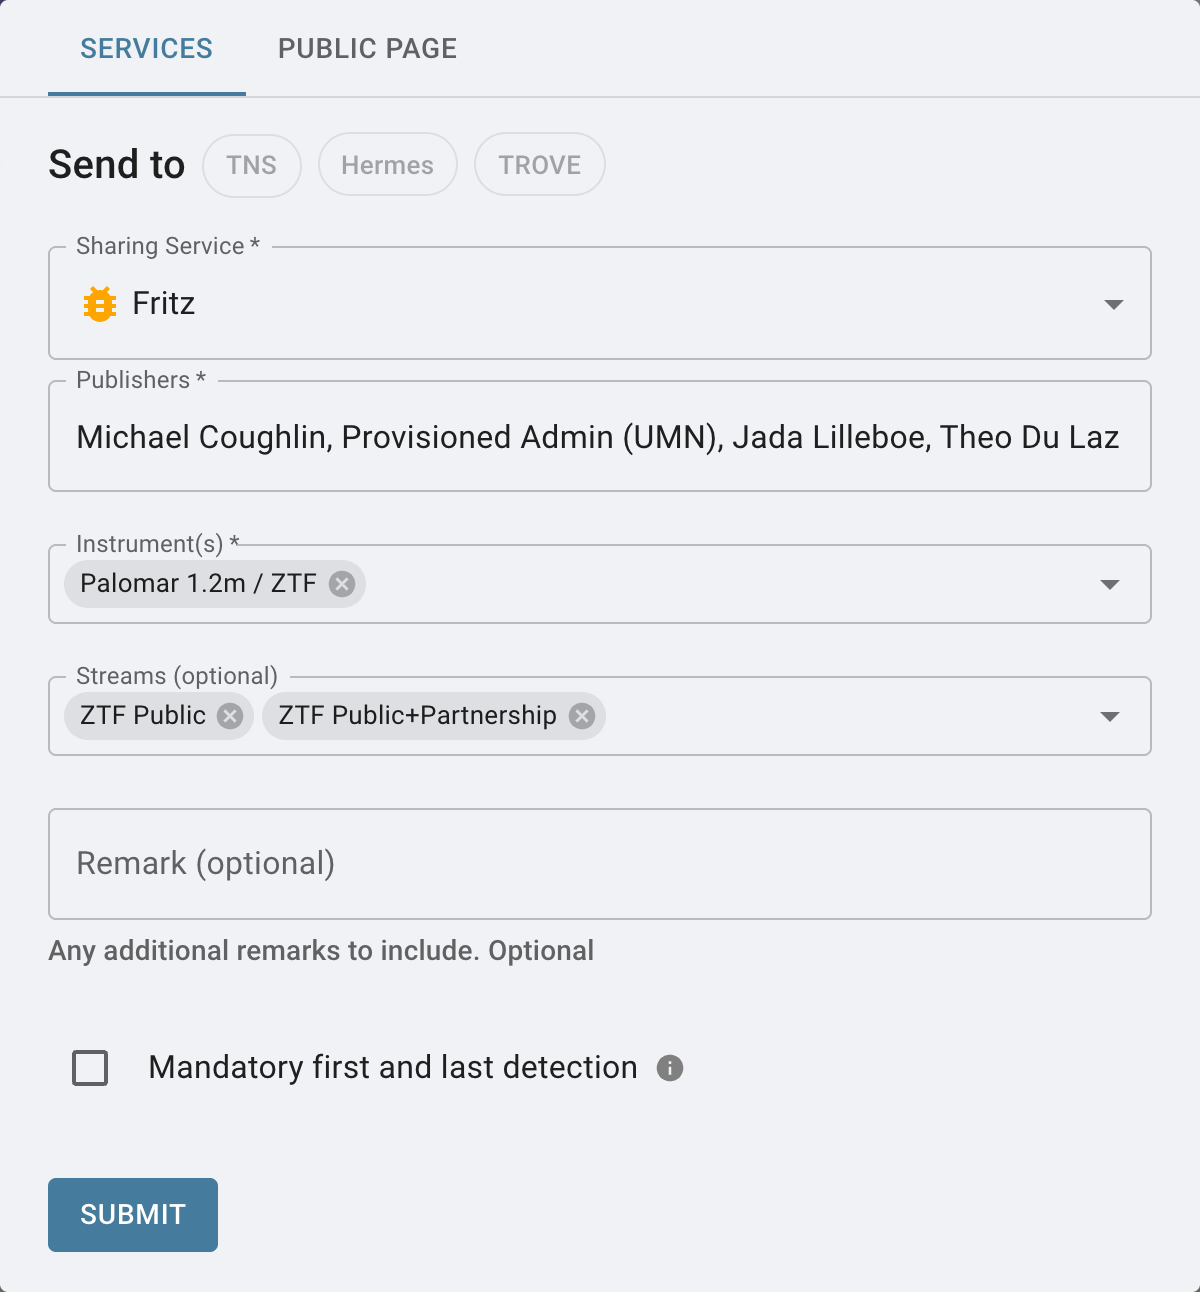 SERVICES PUBLIC PAGE
Send to TNS Hermes TROVE
Sharing Service *
Fritz
Publishers *
Michael Coughlin, Provisioned Admin (UMN), Jada Lilleboe, Theo Du Laz
Instrument(s) *
Palomar 1.2m / ZTF
Streams (optional)
ZTF Public ZTF Public+Partnership
Remark (optional)
Any additional remarks to include. Optional
Mandatory first and last detection
SUBMIT